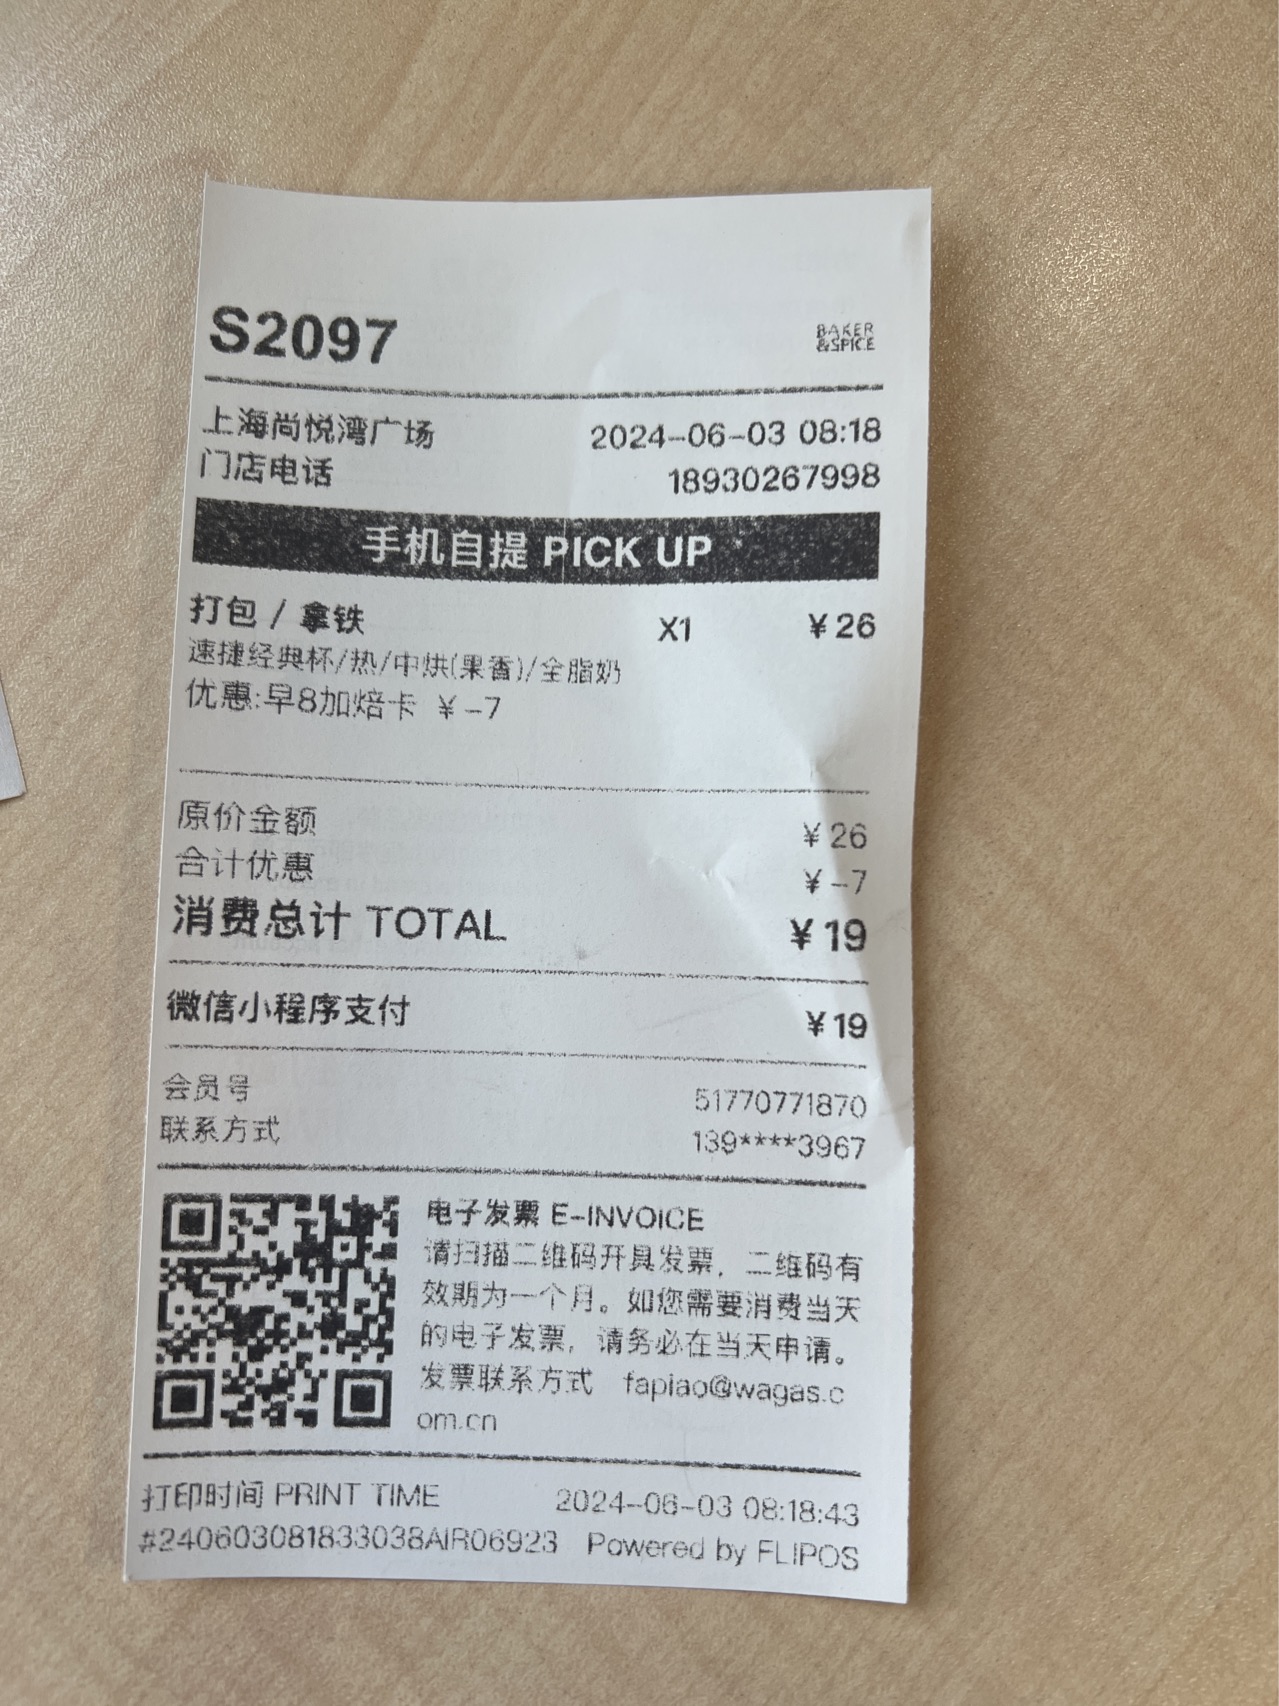 S2097
BAKER
&SPICE
上海尚悦湾广场 2024-06-03 08:18
门店电话 18930267998
手机自提 PICK UP
打包 / 拿铁 X1 ¥26
速捷经典杯/热/中烘(果香)/全脂奶
优惠:早8加焙卡 ¥-7
原价金额 ¥26
合计优惠 ¥-7
消费总计 TOTAL ¥19
微信小程序支付 ¥19
会员号 51770771870
联系方式 139****3967
电子发票 E-INVOICE
请扫描二维码开具发票，二维码有
效期为一个月。如您需要消费当天
的电子发票，请务必在当天申请。
发票联系方式 fapiao@wagas.c
om.cn
打印时间 PRINT TIME 2024-06-03 08:18:43
#240603081833038AIR06923 Powered by FLIPOS